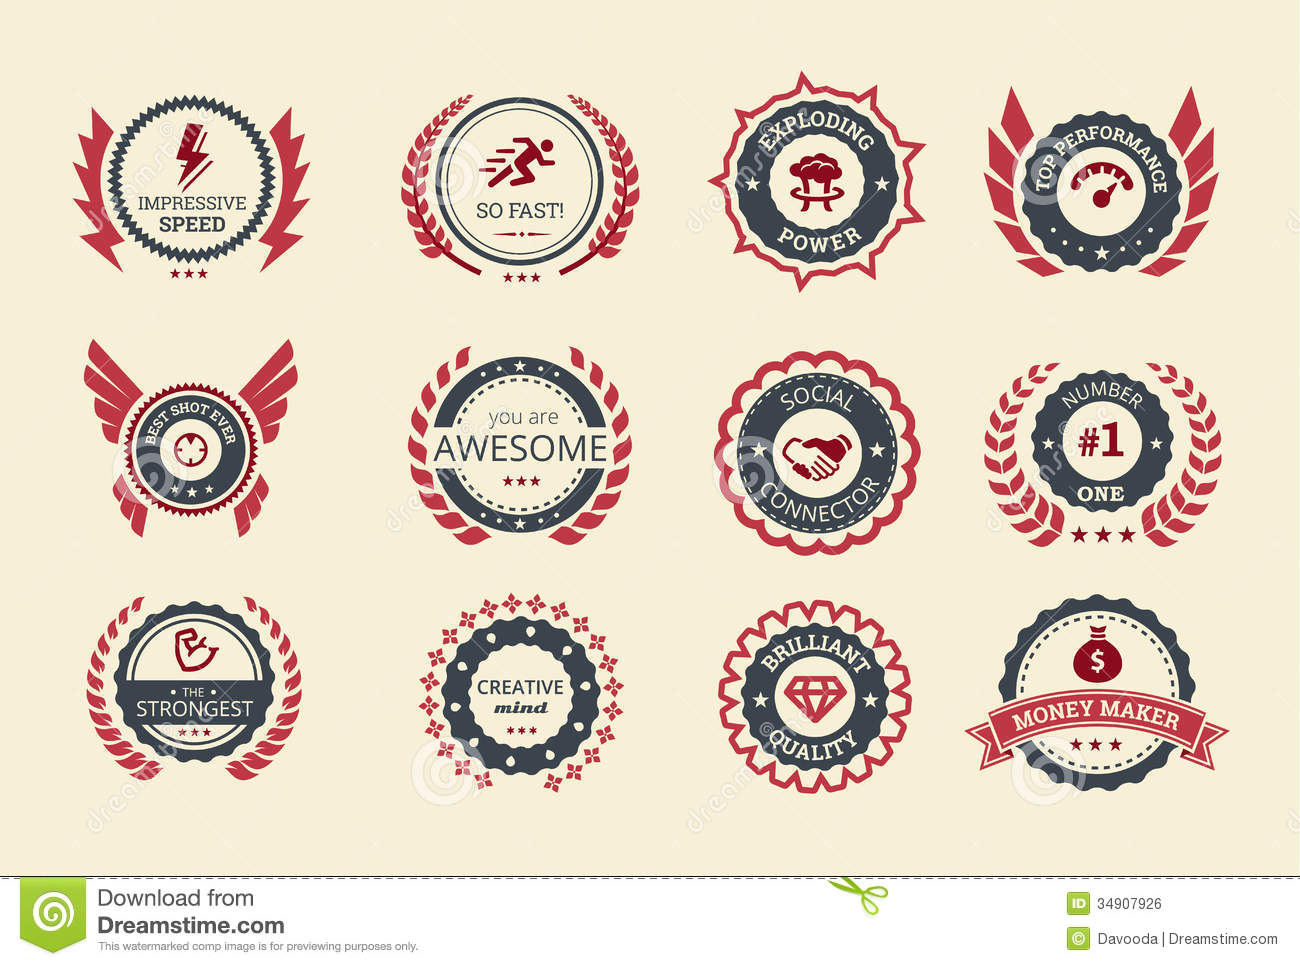 IMPRESSIVE
SPEED
SO FAST!
EXPLODING
POWER
TOP PERFORMANCE
BEST SHOT EVER
you are
AWESOME
SOCIAL
CONNECTOR
NUMBER
#1
ONE
THE
STRONGEST
CREATIVE
mind
BRILLIANT
QUALITY
$
MONEY MAKER
Download from
Dreamstime.com
This watermarked comp image is for previewing purposes only.
ID 34907926
© Davooda | Dreamstime.com